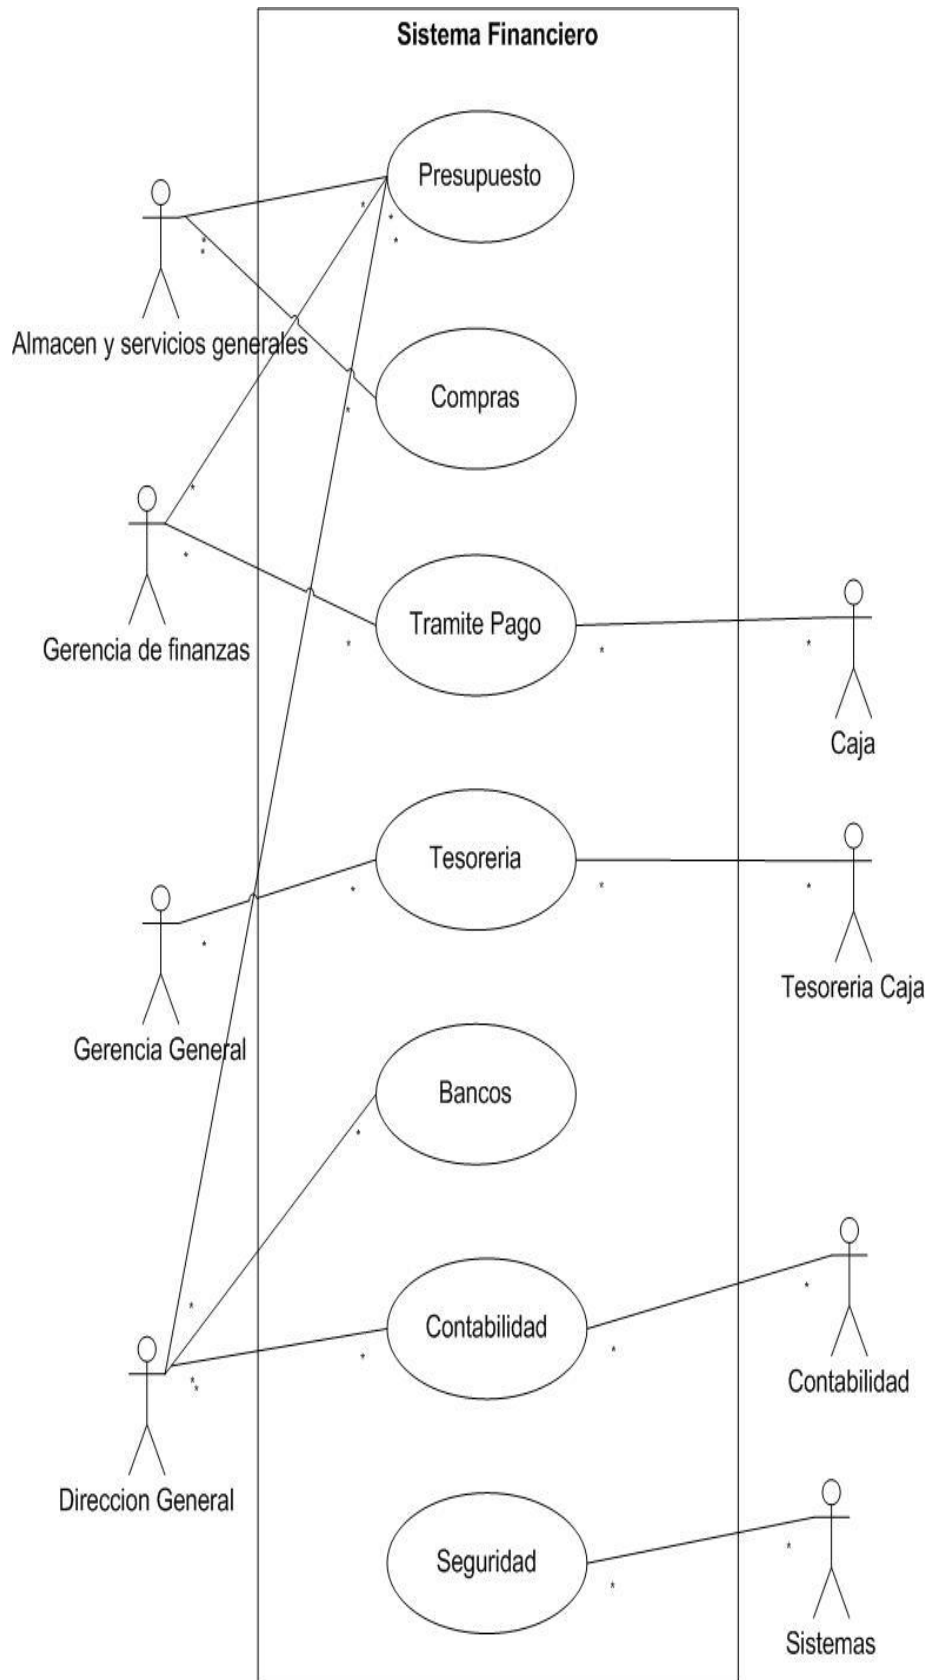 Sistema Financiero
Presupuesto
Almacen y servicios generales
Compras
Gerencia de finanzas
Tramite Pago
Caja
Tesoreria
Tesoreria Caja
Gerencia General
Bancos
Contabilidad
Contabilidad
Direccion General
Seguridad
Sistemas